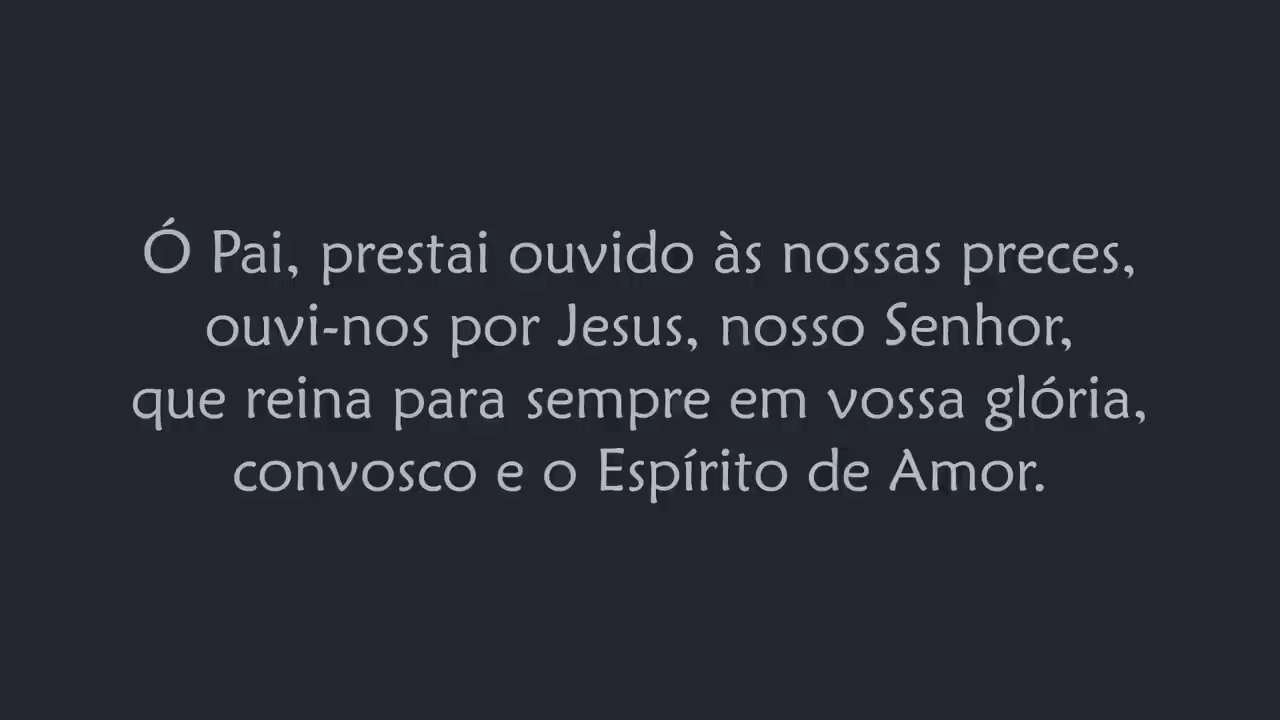 Ó Pai, prestai ouvido às nossas preces,
ouvi-nos por Jesus, nosso Senhor,
que reina para sempre em vossa glória,
convosco e o Espírito de Amor.